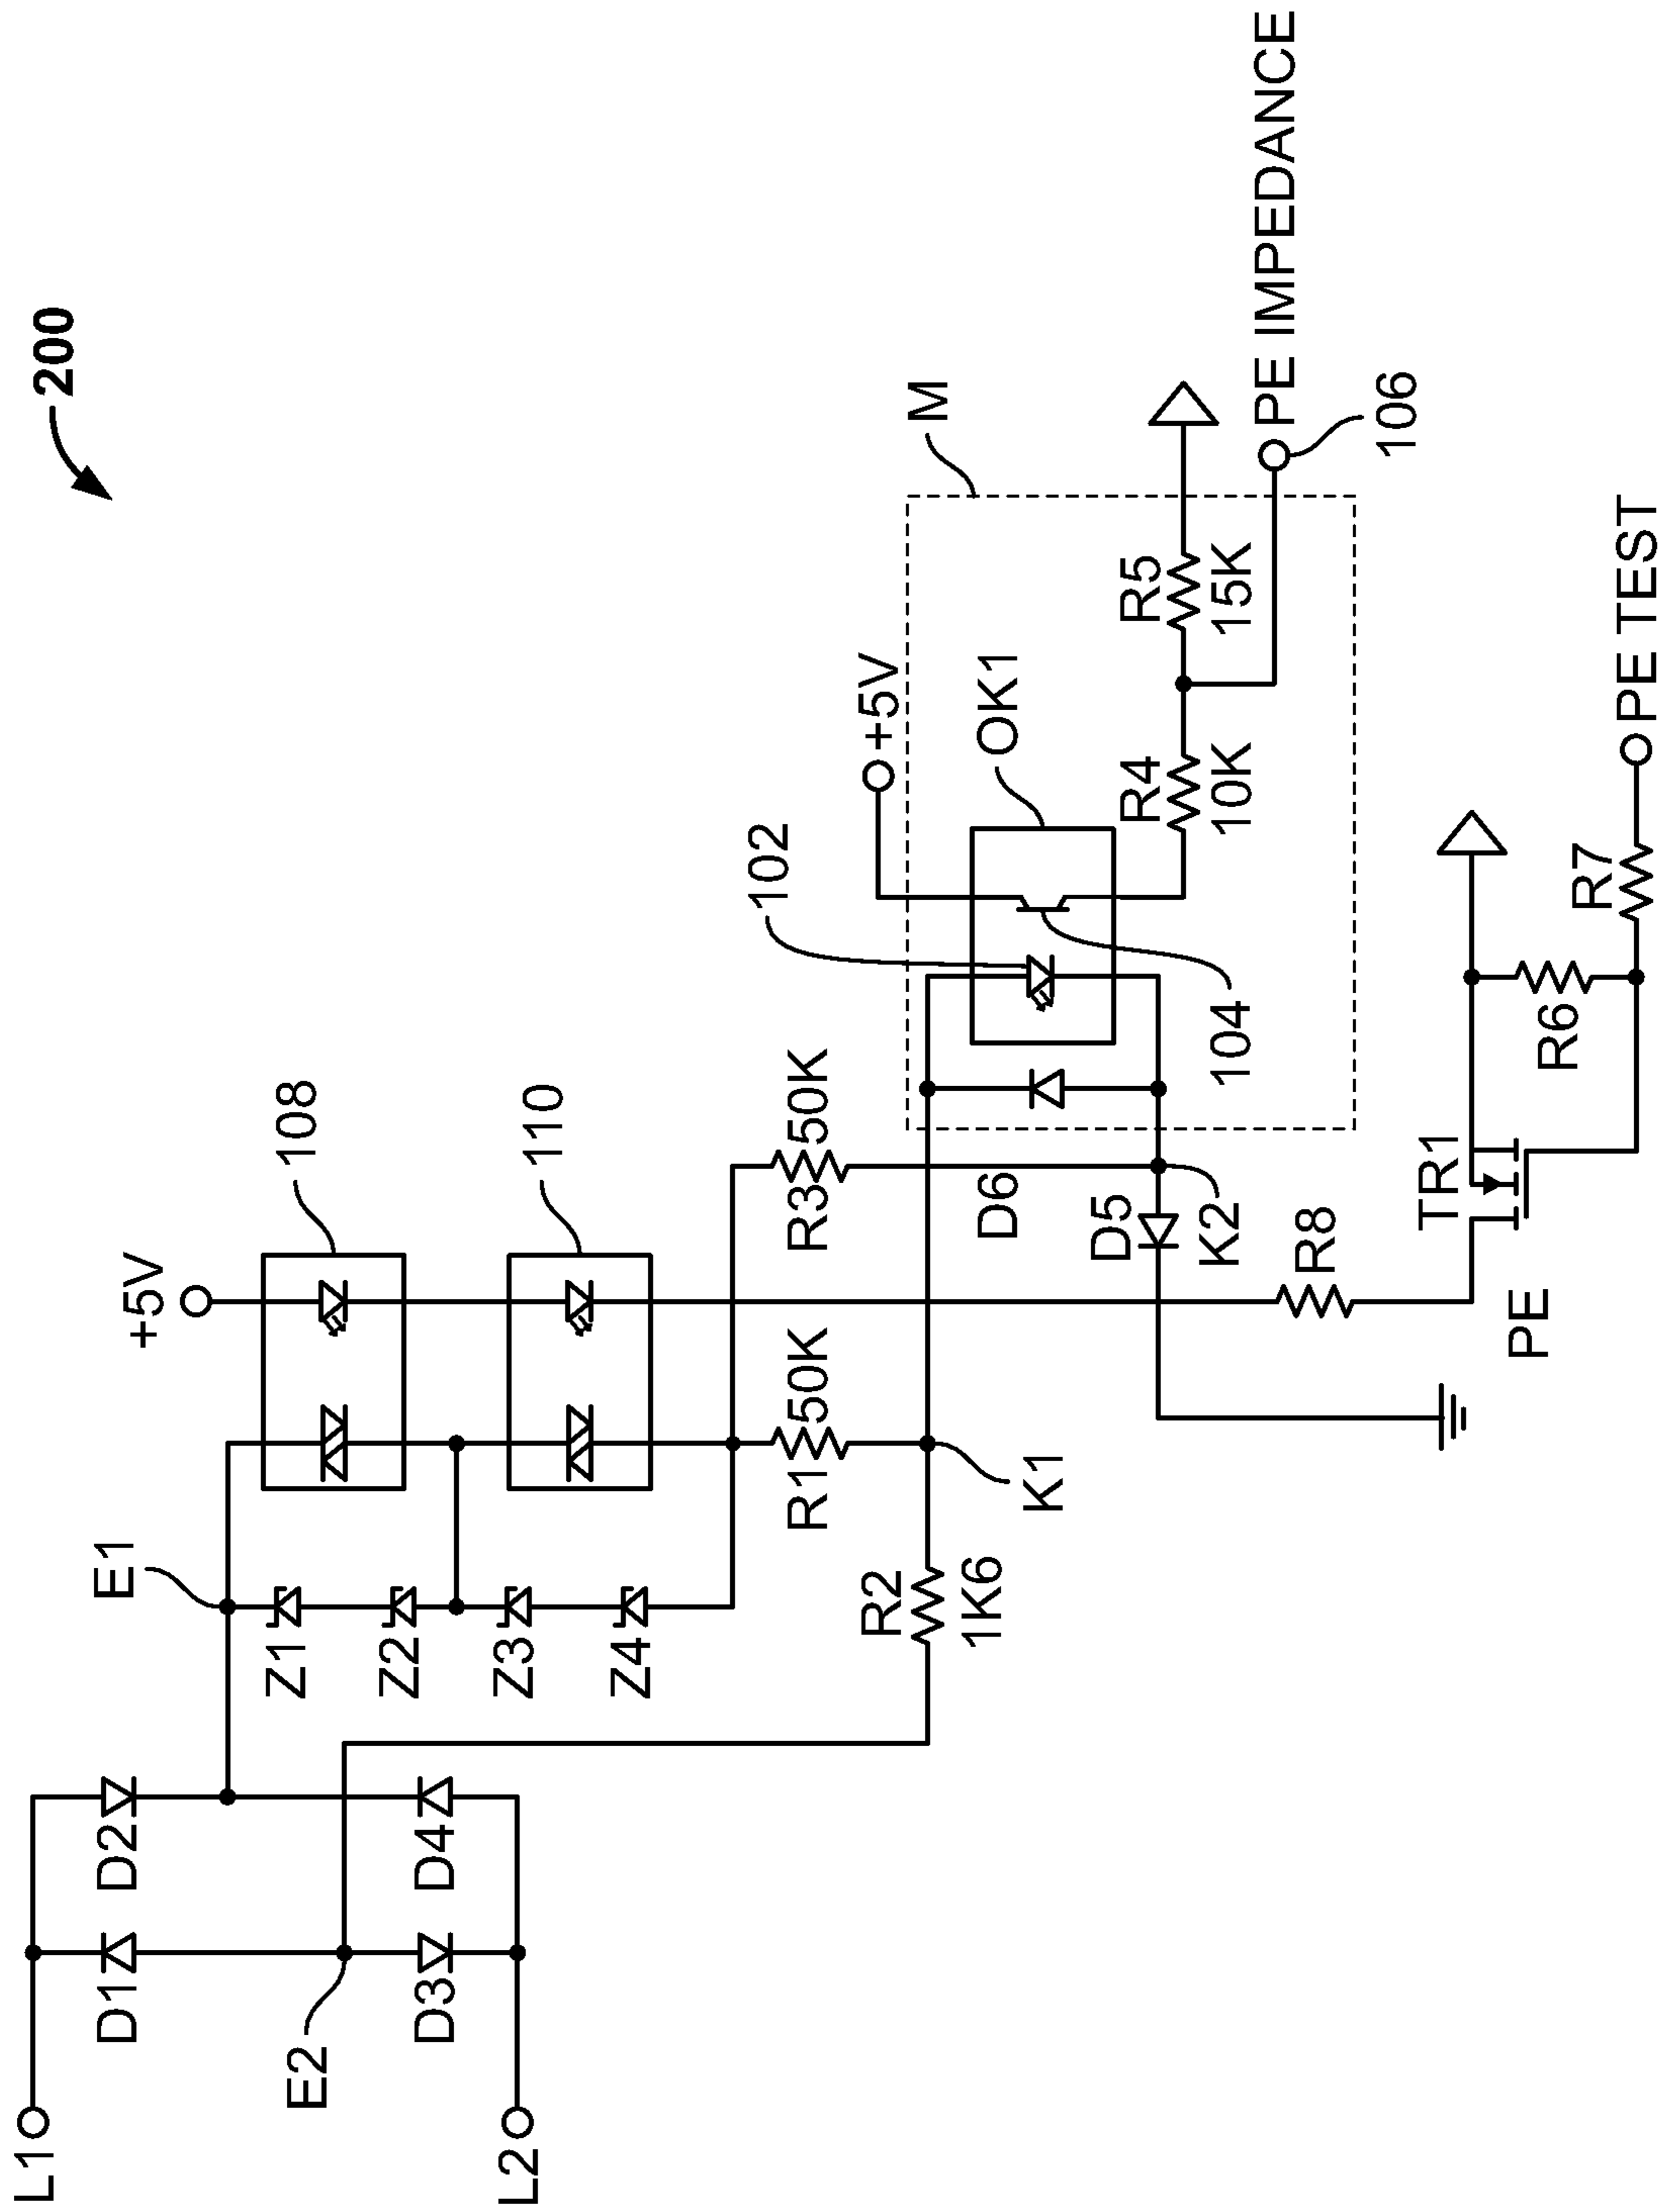 200
L1
L2
D1
D2
D3
D4
E1
E2
Z1
Z2
Z3
Z4
+5V
108
110
R1
50K
R3
50K
R2
1K6
K1
D6
D5
K2
R8
102
104
+5V
OK1
M
R4
10K
R5
15K
PE IMPEDANCE
106
TR1
PE
R6
R7
PE TEST